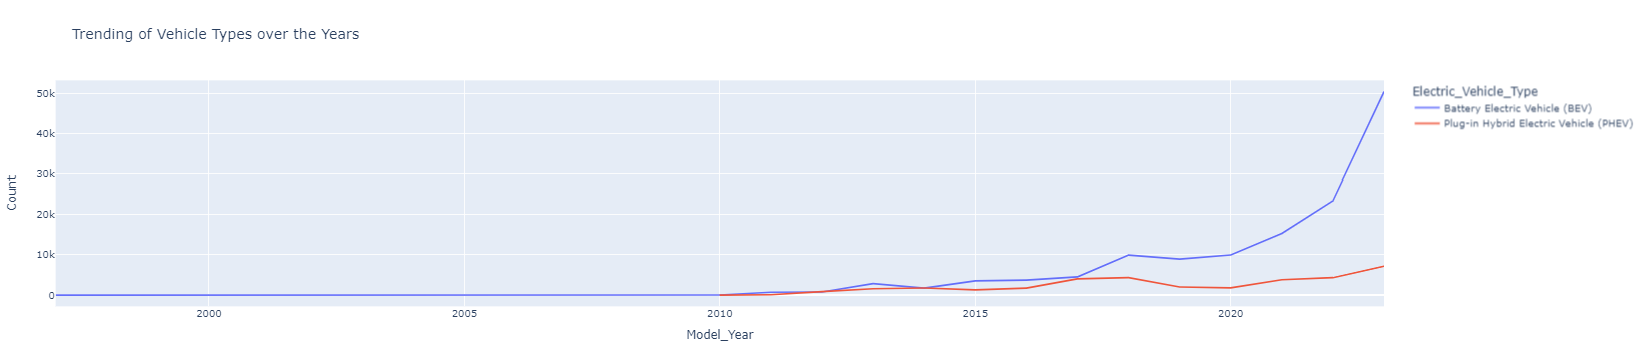 Trending of Vehicle Types over the Years
Electric_Vehicle_Type
Battery Electric Vehicle (BEV)
Plug-in Hybrid Electric Vehicle (PHEV)
Count
50k
40k
30k
20k
10k
0
2000
2005
2010
2015
2020
Model_Year